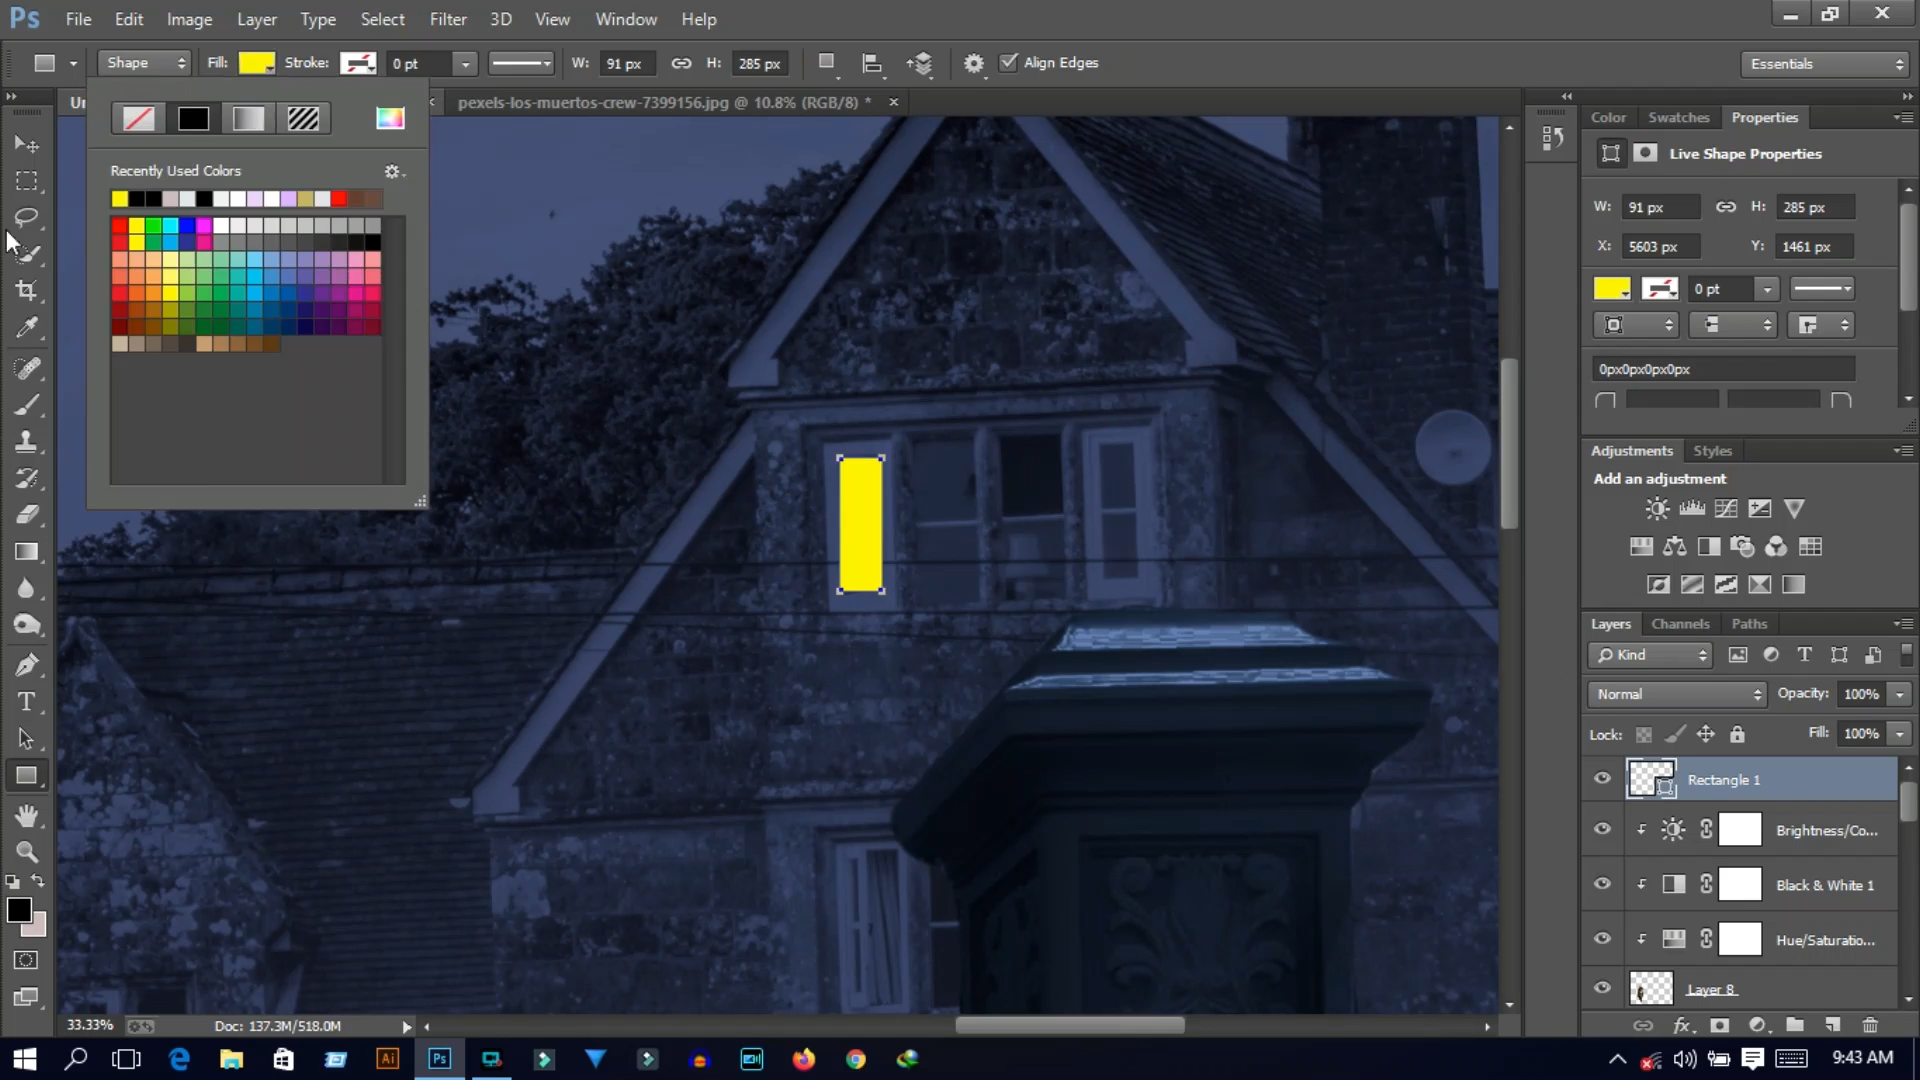 Ps File Edit Image Layer Type Select Filter 3D View Window Help
Shape Fill: Stroke: 0 pt W: 91 px H: 285 px Align Edges Essentials
Un
pexels-los-muertos-crew-7399156.jpg @ 10.8% (RGB/8) *
Recently Used Colors
Color Swatches Properties
Live Shape Properties
W: 91 px H: 285 px
X: 5603 px Y: 1461 px
0 pt
0px0px0px0px
Adjustments Styles
Add an adjustment
Layers Channels Paths
Kind
Normal Opacity: 100%
Lock: Fill: 100%
Rectangle 1
Brightness/Co...
Black & White 1
Hue/Saturatio...
Layer 8
33.33% Doc: 137.3M/518.0M
Ai Ps 9:43 AM